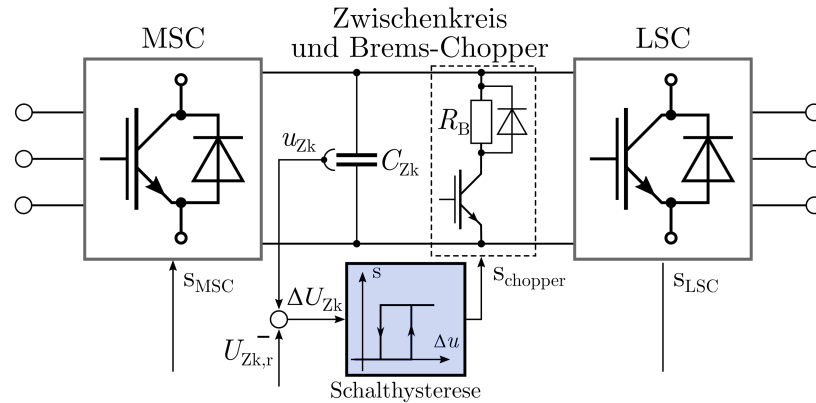 Zwischenkreis
und Brems-Chopper
MSC
LSC
R_B
u_Zk
C_Zk
s_MSC
s_chopper
s_LSC
s
ΔU_Zk
Δu
−
U_Zk,r
Schalthysterese